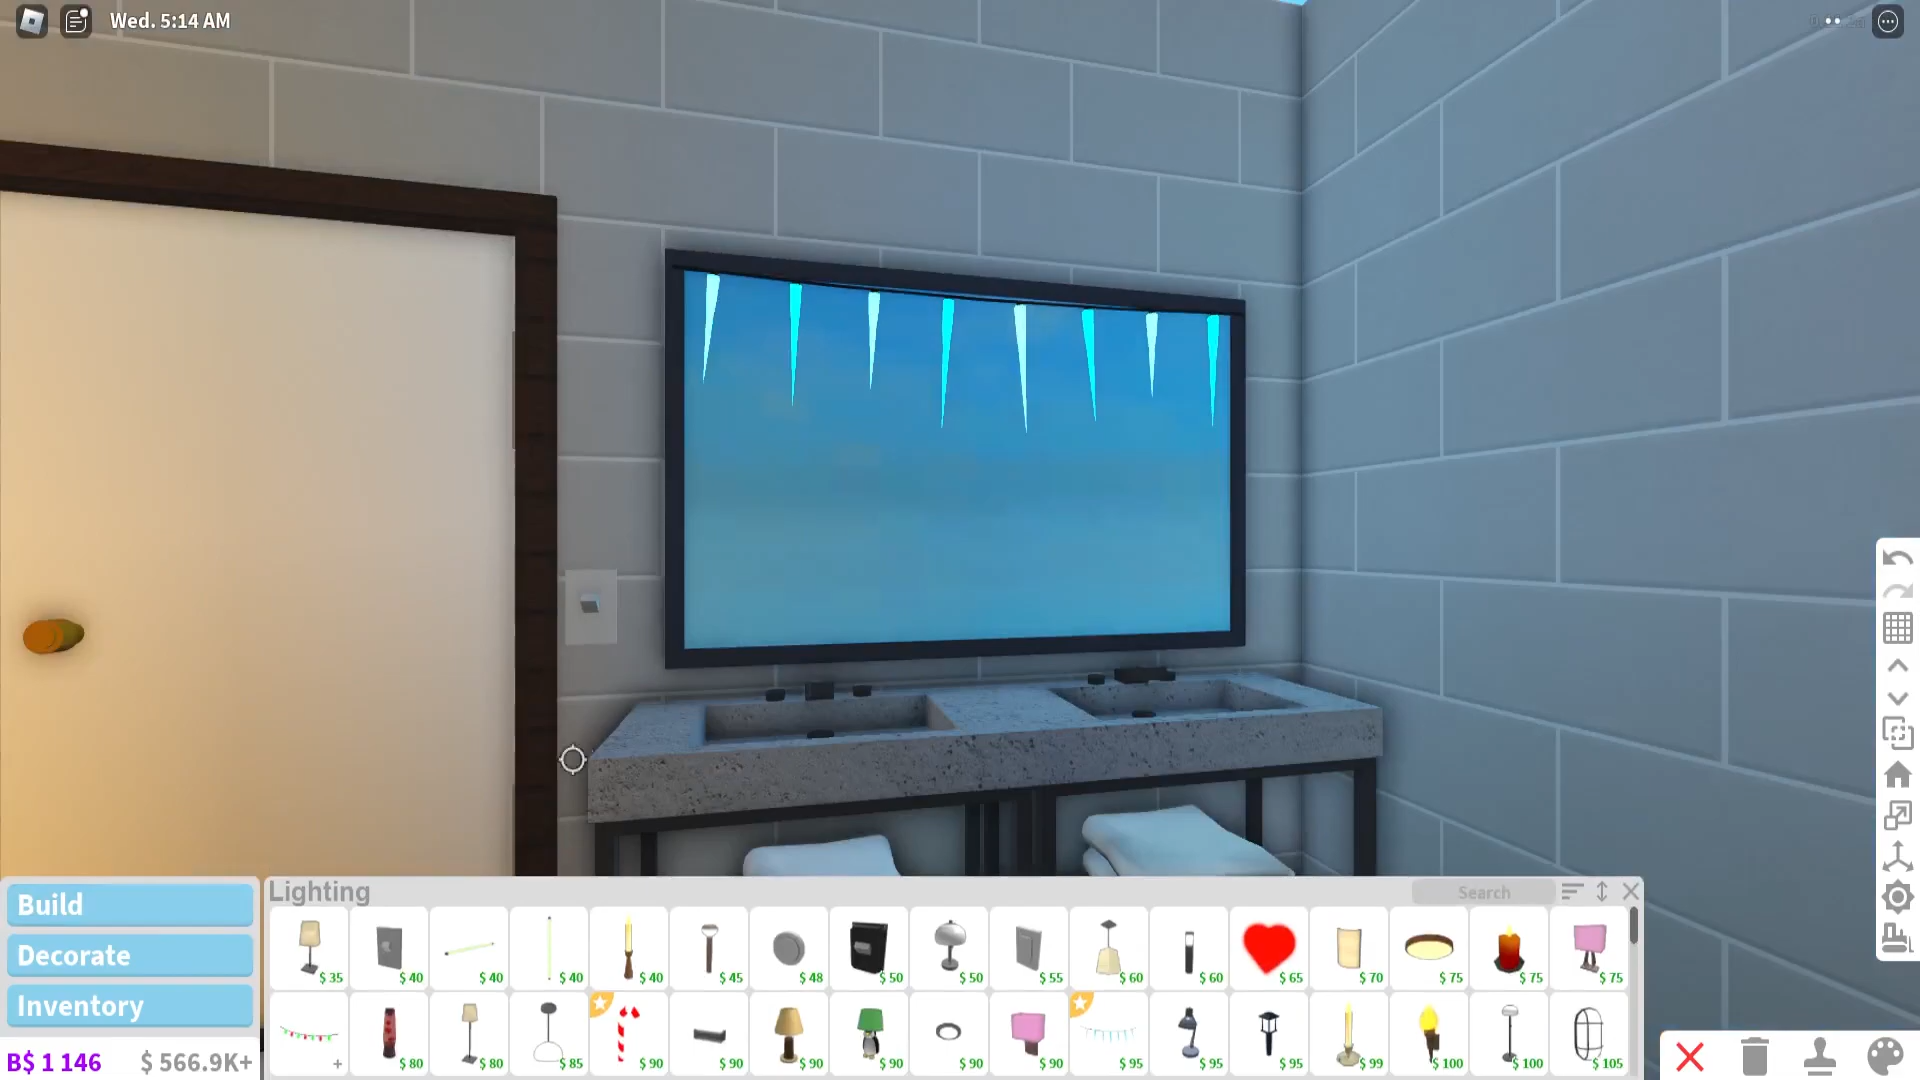 Wed. 5:14 AM
Build
Decorate
Inventory
B$ 1 146 $ 566.9K+
Lighting
Search
$ 35 $ 40 $ 40 $ 40 $ 40 $ 45 $ 48 $ 50 $ 50 $ 55 $ 60 $ 60 $ 65 $ 70 $ 75 $ 75 $ 75
+ $ 80 $ 80 $ 85 $ 90 $ 90 $ 90 $ 90 $ 90 $ 90 $ 95 $ 95 $ 95 $ 99 $ 100 $ 100 $ 105